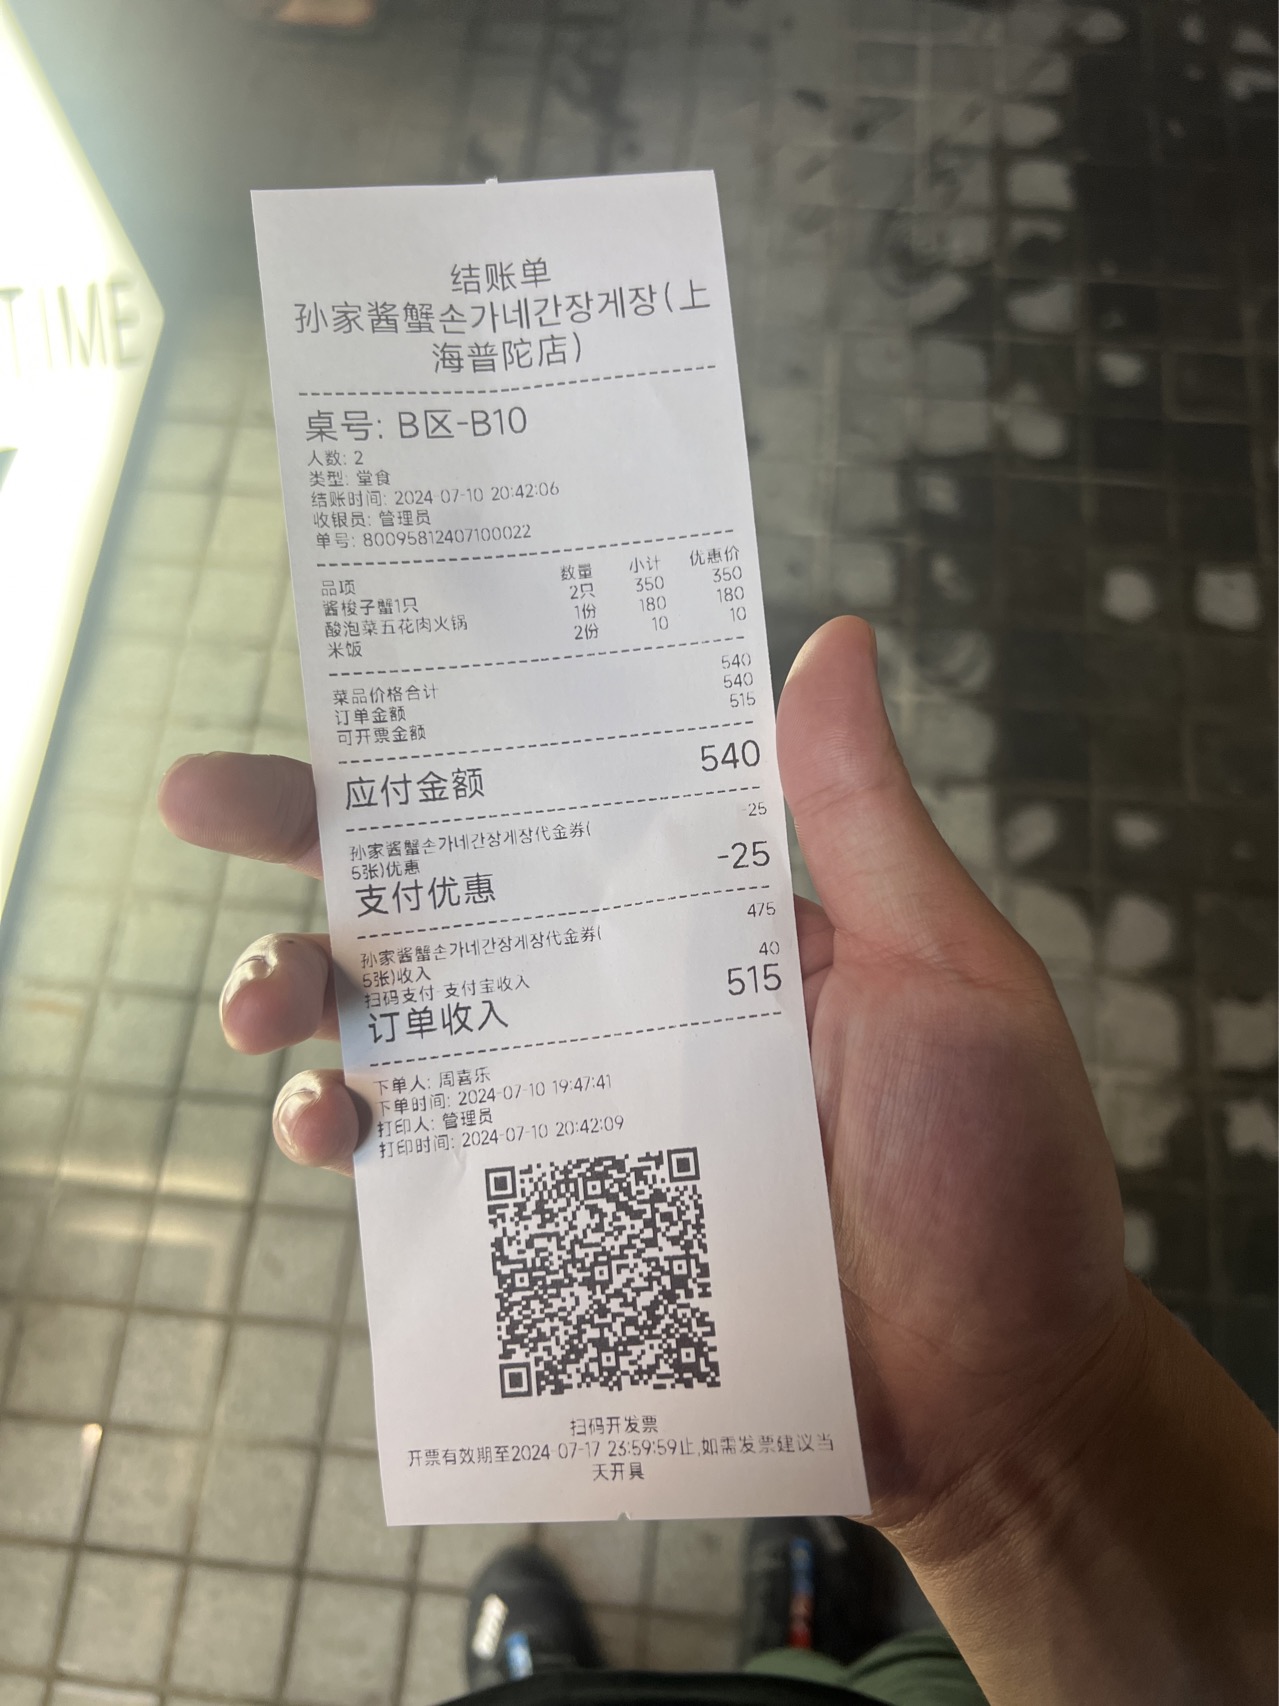 TIME
结账单
孙家酱蟹손가네간장게장(上
海普陀店)
桌号: B区-B10
人数: 2
类型: 堂食
结账时间: 2024-07-10 20:42:06
收银员: 管理员
单号: 80095812407100022
品项 数量 小计 优惠价
酱梭子蟹1只 2只 350 350
酸泡菜五花肉火锅 1份 180 180
米饭 2份 10 10
菜品价格合计 540
订单金额 540
可开票金额 515
应付金额 540
孙家酱蟹손가네간장게장代金券( -25
5张)优惠
支付优惠 -25
孙家酱蟹손가네간장게장代金券( 475
5张)收入
扫码支付-支付宝收入 40
订单收入 515
下单人: 周喜乐
下单时间: 2024-07-10 19:47:41
打印人: 管理员
打印时间: 2024-07-10 20:42:09
扫码开发票
开票有效期至2024-07-17 23:59:59止,如需发票建议当
天开具